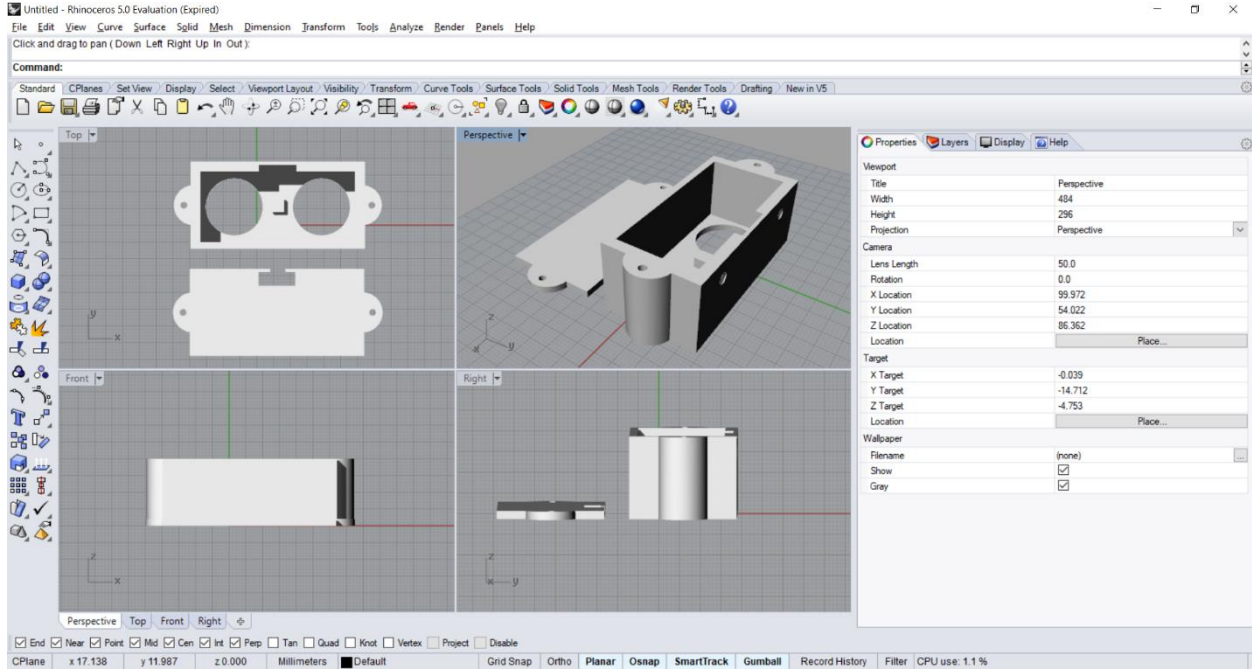 Untitled - Rhinoceros 5.0 Evaluation (Expired)
File Edit View Curve Surface Solid Mesh Dimension Transform Tools Analyze Render Panels Help
Click and drag to pan ( Down Left Right Up In Out ):
Command:
Standard CPlanes Set View Display Select Viewport Layout Visibility Transform Curve Tools Surface Tools Solid Tools Mesh Tools Render Tools Drafting New in V5
Top
y
x
Perspective
z
x y
Front
z
x
Right
z
x y
Properties Layers Display Help
Viewport
Title Perspective
Width 484
Height 296
Projection Perspective
Camera
Lens Length 50.0
Rotation 0.0
X Location 99.972
Y Location 54.022
Z Location 86.362
Location Place...
Target
X Target -0.039
Y Target -14.712
Z Target -4.753
Location Place...
Wallpaper
Filename (none) ...
Show
Gray
Perspective Top Front Right
End Near Point Mid Cen Int Perp Tan Quad Knot Vertex Project Disable
CPlane x 17.138 y 11.987 z 0.000 Millimeters Default Grid Snap Ortho Planar Osnap SmartTrack Gumball Record History Filter CPU use: 1.1 %